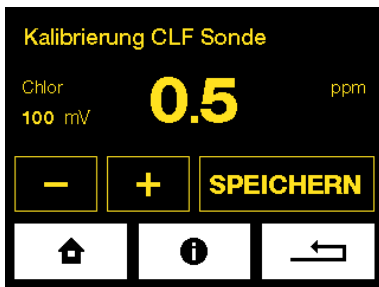 Kalibrierung CLF Sonde
Chlor 0.5 ppm
100 mV
− + SPEICHERN